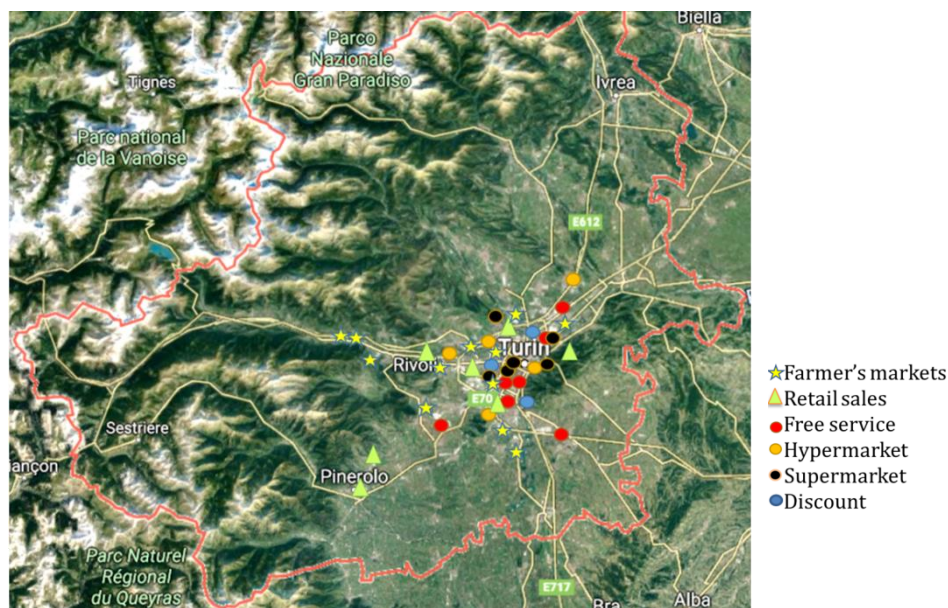 Biella
Parco
Nazionale
Gran Paradiso
Tignes
Ivrea
Parc national
de la Vanoise
E612
Turin
Rivoli
E70
Sestriere
Pinerolo
Parc Naturel
Régional
du Queyras
E717
Bra
Alba
Farmer's markets
Retail sales
Free service
Hypermarket
Supermarket
Discount